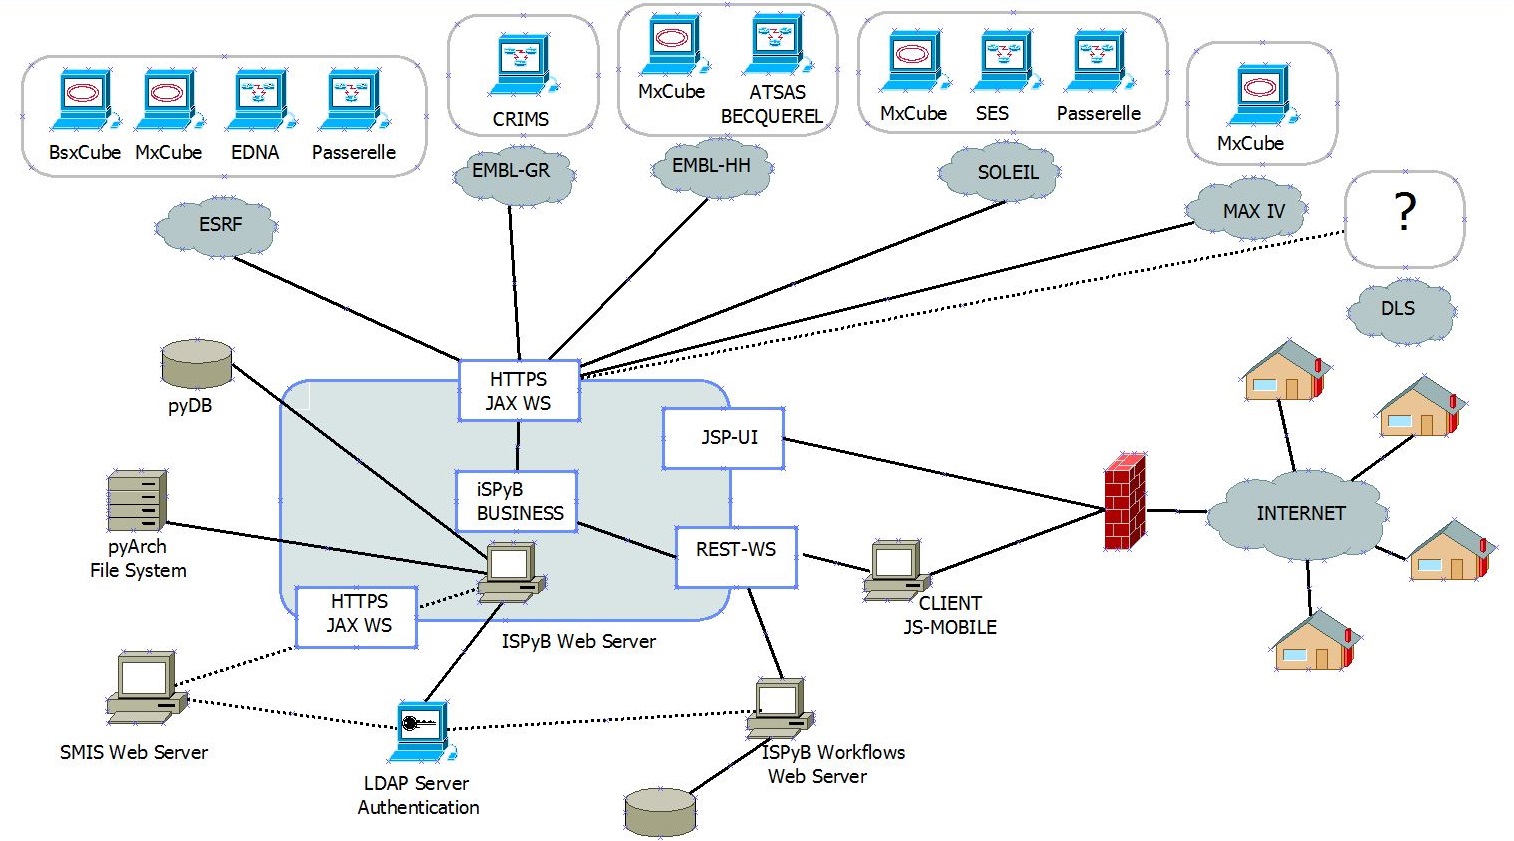 BsxCube MxCube EDNA Passerelle
CRIMS
MxCube
ATSAS
BECQUEREL
MxCube SES Passerelle
MxCube
?
ESRF
EMBL-GR
EMBL-HH
SOLEIL
MAX IV
DLS
HTTPS
JAX WS
pyDB
JSP-UI
iSPyB
BUSINESS
REST-WS
INTERNET
pyArch
File System
HTTPS
JAX WS
ISPyB Web Server
CLIENT
JS-MOBILE
SMIS Web Server
LDAP Server
Authentication
ISPyB Workflows
Web Server